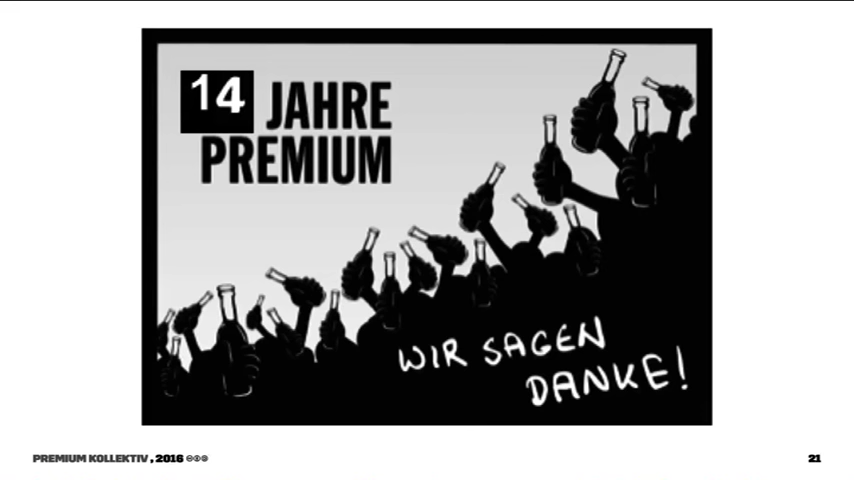 14 JAHRE
PREMIUM
WIR SAGEN
DANKE!
PREMIUM KOLLEKTIV , 2016
21